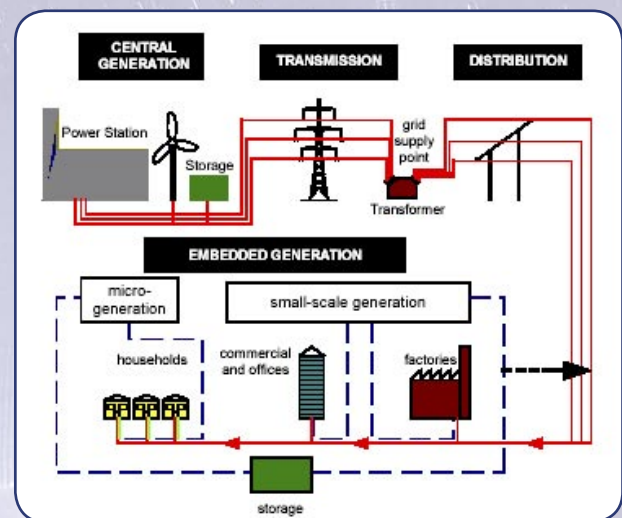 CENTRAL
GENERATION
TRANSMISSION
DISTRIBUTION
Power Station
Storage
grid
supply
point
Transformer
EMBEDDED GENERATION
micro-
generation
small-scale generation
households
commercial
and offices
factories
storage